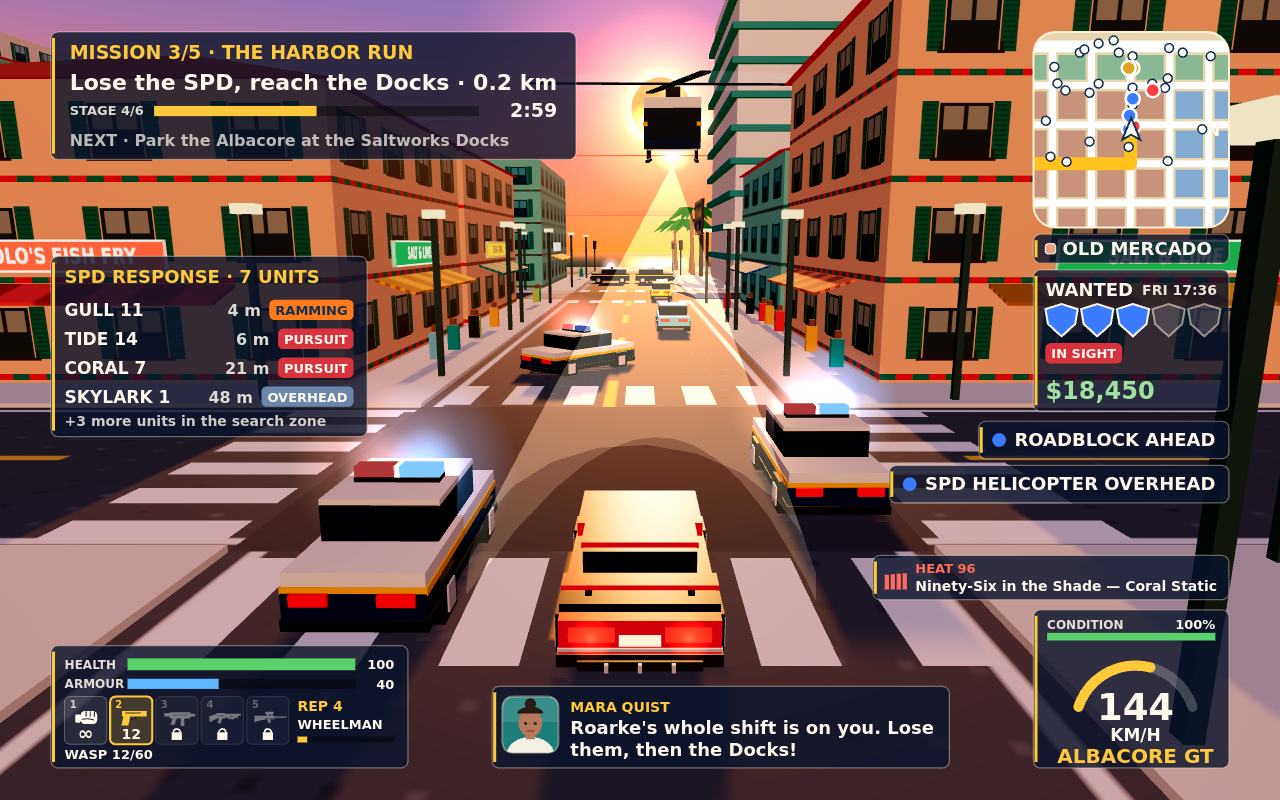 MISSION 3/5 · THE HARBOR RUN
Lose the SPD, reach the Docks · 0.2 km
STAGE 4/6
2:59
NEXT · Park the Albacore at the Saltworks Docks
OLO'S FISH FRY
SALT & LIME
SPD RESPONSE · 7 UNITS
GULL 11 4 m RAMMING
TIDE 14 6 m PURSUIT
CORAL 7 21 m PURSUIT
SKYLARK 1 48 m OVERHEAD
+3 more units in the search zone
OLD MERCADO
WANTED FRI 17:36
IN SIGHT
$18,450
ROADBLOCK AHEAD
SPD HELICOPTER OVERHEAD
HEAT 96
Ninety-Six in the Shade — Coral Static
CONDITION 100%
144
KM/H
ALBACORE GT
HEALTH 100
ARMOUR 40
1 2 3 4 5
∞ 12
REP 4
WHEELMAN
WASP 12/60
MARA QUIST
Roarke's whole shift is on you. Lose
them, then the Docks!